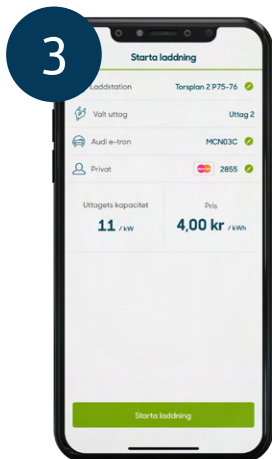 3
Starta laddning
Laddstation Torsplan 2 P75-76
Valt uttag Uttag 2
Audi e-tron MCN03C
Privat 2855
Uttagets kapacitet Pris
11 / kW 4,00 kr / kWh
Starta laddning